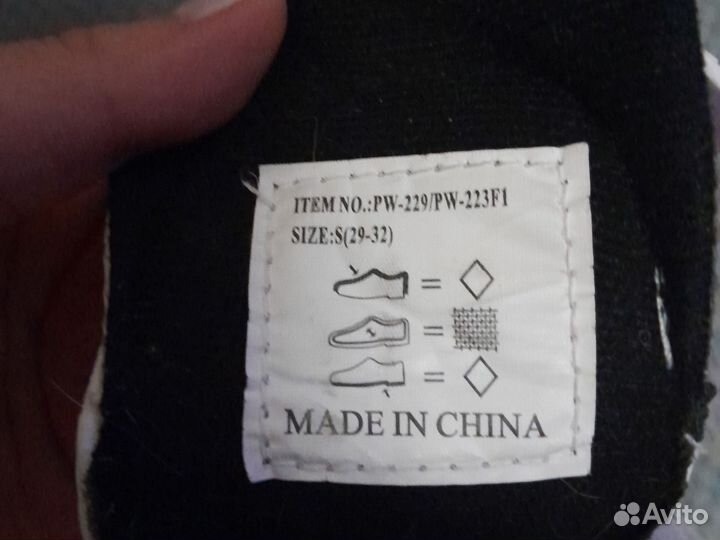 ITEM NO.:PW-229/PW-223F1
SIZE:S(29-32)
=
=
=
MADE IN CHINA
Avito